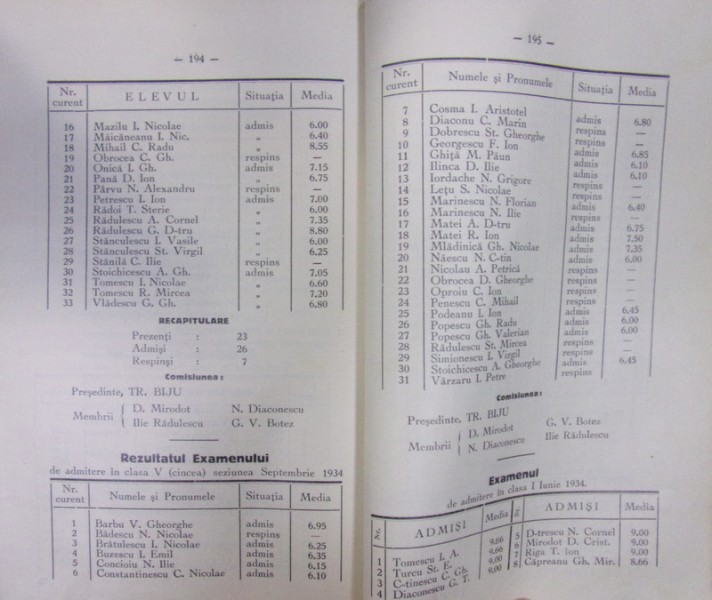 — 194 —
Nr. curent ELEVUL Situația Media
16 Mazilu I. Nicolae admis 6.00
17 Măicăneanu I. Nic. „ 6.40
18 Mihail C. Radu „ 8,55
19 Obrocea C. Gh. respins —
20 Onică I. Gh. admis 7.15
21 Pană D. Ion „ 6.75
22 Pârvu N. Alexandru respins —
23 Petrescu I. Ion admis 7,00
24 Rădoi T. Sterie „ 6,00
25 Rădulescu A. Cornel „ 7.35
26 Rădulescu G. D-tru „ 8,80
27 Stănculescu I. Vasile „ 6,00
28 Stănculescu St. Virgil „ 6.25
29 Stănilă C. Ilie respins —
30 Stoichicescu A. Gh. admis 7,05
31 Tomescu I. Nicolae „ 6.60
32 Tomescu R. Mircea „ 7,20
33 Vlădescu G. Gh. „ 6,80
RECAPITULARE
Prezenți : 23
Admiși : 26
Respinși : 7
Comisiunea:
Președinte, TR. BIJU
Membrii
D. Mirodot N. Diaconescu
Ilie Rădulescu G. V. Botez
Rezultatul Examenului
de admitere în clasa V (cincea) sesiunea Septembrie 1934
Nr. curent Numele și Pronumele Situația Media
1 Barbu V. Gheorghe admis 6.95
2 Bădescu N. Nicolae respins —
3 Brătulescu I. Nicolae admis 6.25
4 Buzescu I. Emil admis 6,35
5 Concioiu N. Ilie admis 6.15
6 Constantinescu C. Nicolae admis 6.10
— 195 —
Nr. curent Numele și Pronumele Situația Media
7 Cosma I. Aristotel
8 Diaconu C. Marin admis 6.80
9 Dobrescu St. Gheorghe respins —
10 Georgescu F. Ion respins —
11 Ghiță M. Păun admis 6,85
12 Ilinca D. Ilie admis 6.10
13 Iordache N. Grigore admis 6,10
14 Lețu S. Nicolae respins —
15 Marinescu N. Florian admis 6,40
16 Marinescu N. Ilie respins —
17 Matei A. D-tru admis 6.75
18 Matei R. Ion admis 7,50
19 Mlădinică Gh. Nicolae admis 7.35
20 Năescu N. C-tin admis 6,00
21 Nicolau A. Petrică respins —
22 Obrocea D. Gheorghe respins —
23 Oproiu C. Ion respins —
24 Penescu C. Mihail respins —
25 Podeanu I. Ion admis 6,45
26 Popescu Gh. Radu admis 6.00
27 Popescu Gh. Valerian admis 6.00
28 Rădulescu St. Mircea respins —
29 Simionescu I. Virgil respins —
30 Stoichicescu A. Gheorghe admis 6,45
31 Vârzaru I. Petre respins —
Comisiunea:
Președinte, TR. BIJU
Membrii
D. Mirodot G. V. Botez
N. Diaconesce Ilie Rădulescu
Examenul
de admitere în clasa I Iunie 1934.
Nr. ADMIȘI Media ADMIȘI Media
1 Tomescu I. A. 9,66
2 Turcu St. E. 9,66
3 C-tinescu C. Gh. 9,00
4 Diaconescu G. T. 9,00
5 D-trescu N. Cornel 9,00
6 Mirodot D. Crist. 9,00
7 Riga T. Ion 9,00
8 Căpreanu Gh. Mir. 8,66